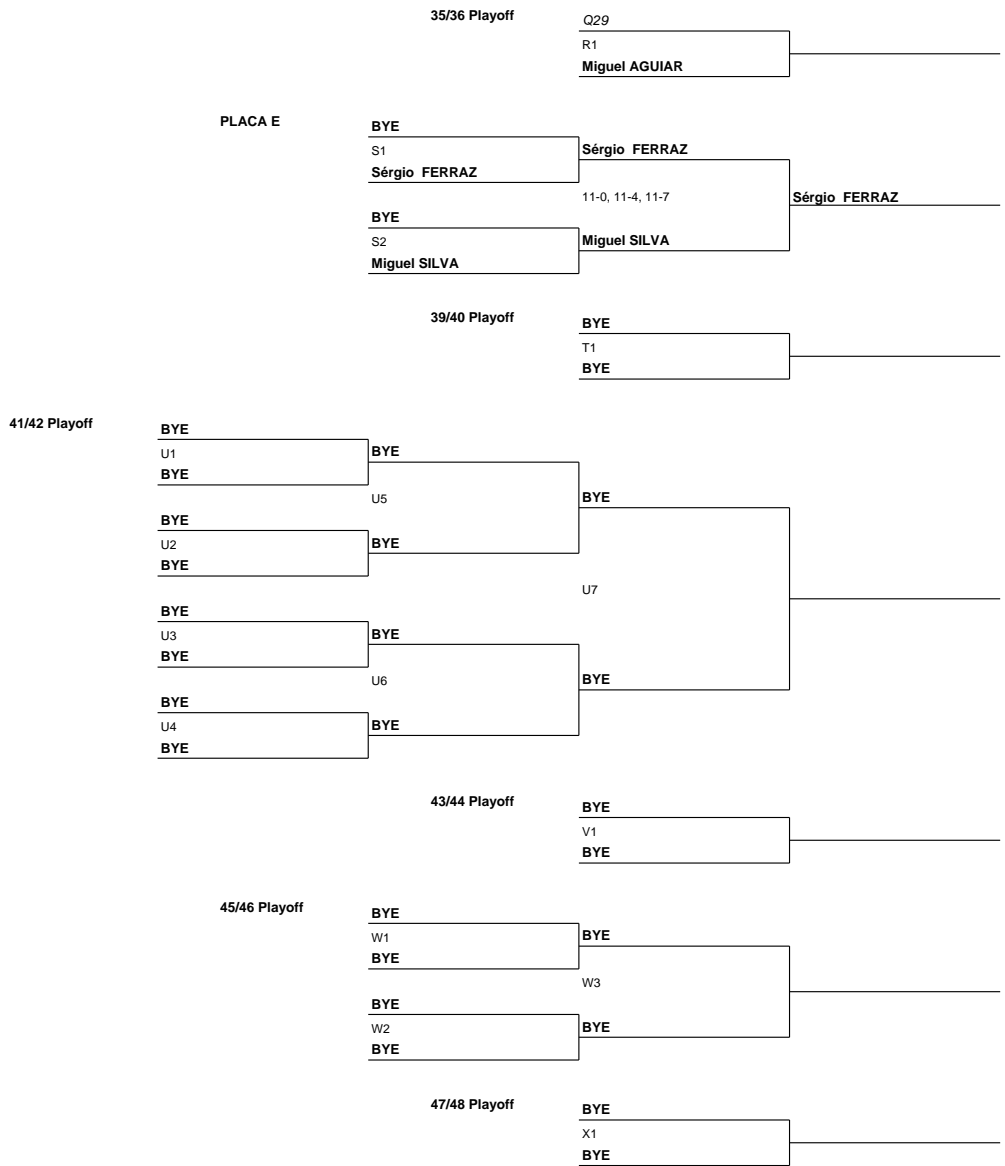 35/36 Playoff
Q29
R1
Miguel AGUIAR
PLACA E
BYE
S1
Sérgio FERRAZ
Sérgio FERRAZ
11-0, 11-4, 11-7
Sérgio FERRAZ
BYE
S2
Miguel SILVA
Miguel SILVA
39/40 Playoff
BYE
T1
BYE
41/42 Playoff
BYE
U1
BYE
BYE
U5
BYE
BYE
U2
BYE
BYE
U7
BYE
U3
BYE
BYE
U6
BYE
BYE
U4
BYE
BYE
43/44 Playoff
BYE
V1
BYE
45/46 Playoff
BYE
W1
BYE
BYE
W3
BYE
W2
BYE
BYE
47/48 Playoff
BYE
X1
BYE